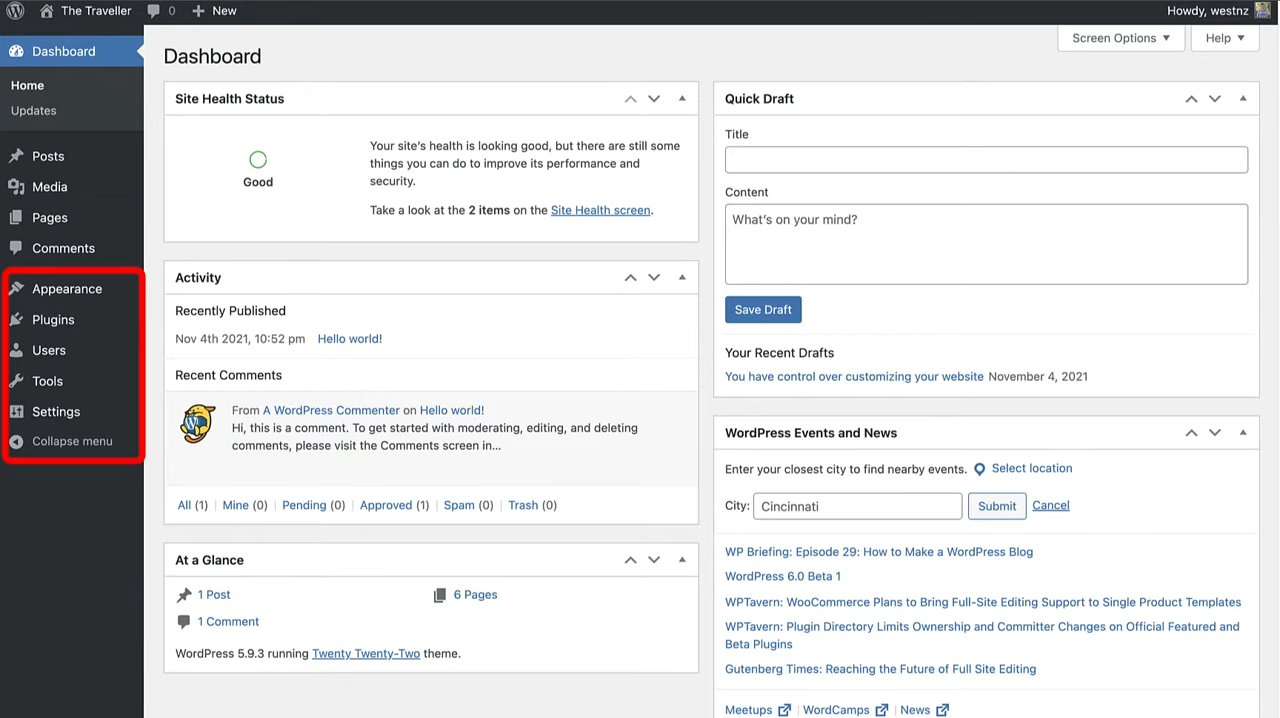 The Traveller 0 New Howdy, westnz
Screen Options Help
Dashboard
Home
Updates
Posts
Media
Pages
Comments
Appearance
Plugins
Users
Tools
Settings
Collapse menu
Dashboard
Site Health Status
Good
Your site's health is looking good, but there are still some
things you can do to improve its performance and
security.
Take a look at the 2 items on the Site Health screen.
Activity
Recently Published
Nov 4th 2021, 10:52 pm Hello world!
Recent Comments
From A WordPress Commenter on Hello world!
Hi, this is a comment. To get started with moderating, editing, and deleting
comments, please visit the Comments screen in...
All (1) | Mine (0) | Pending (0) | Approved (1) | Spam (0) | Trash (0)
At a Glance
1 Post 6 Pages
1 Comment
WordPress 5.9.3 running Twenty Twenty-Two theme.
Quick Draft
Title
Content
What's on your mind?
Save Draft
Your Recent Drafts
You have control over customizing your website November 4, 2021
WordPress Events and News
Enter your closest city to find nearby events. Select location
City: Cincinnati Submit Cancel
WP Briefing: Episode 29: How to Make a WordPress Blog
WordPress 6.0 Beta 1
WPTavern: WooCommerce Plans to Bring Full-Site Editing Support to Single Product Templates
WPTavern: Plugin Directory Limits Ownership and Committer Changes on Official Featured and
Beta Plugins
Gutenberg Times: Reaching the Future of Full Site Editing
Meetups | WordCamps | News